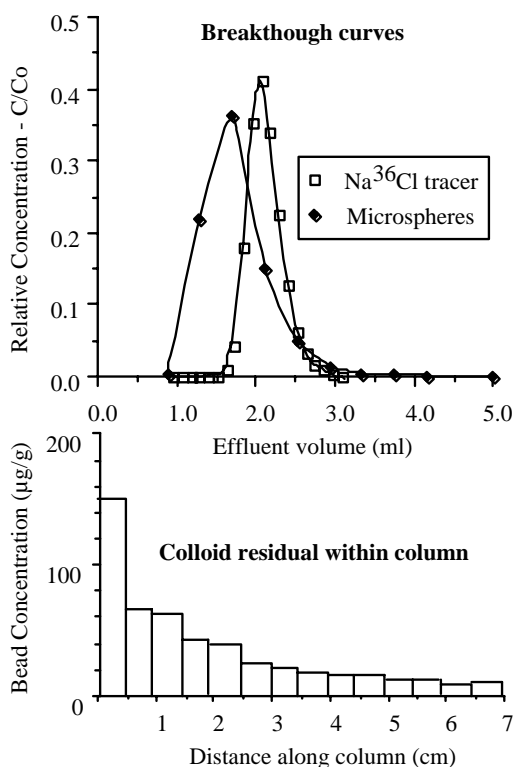 Breakthough curves
Relative Concentration - C/Co
0.5
0.4
0.3
0.2
0.1
0.0
Na³⁶Cl tracer
Microspheres
0.0 1.0 2.0 3.0 4.0 5.0
Effluent volume (ml)
Colloid residual within column
Bead Concentration (µg/g)
200
100
0
1 2 3 4 5 6 7
Distance along column (cm)